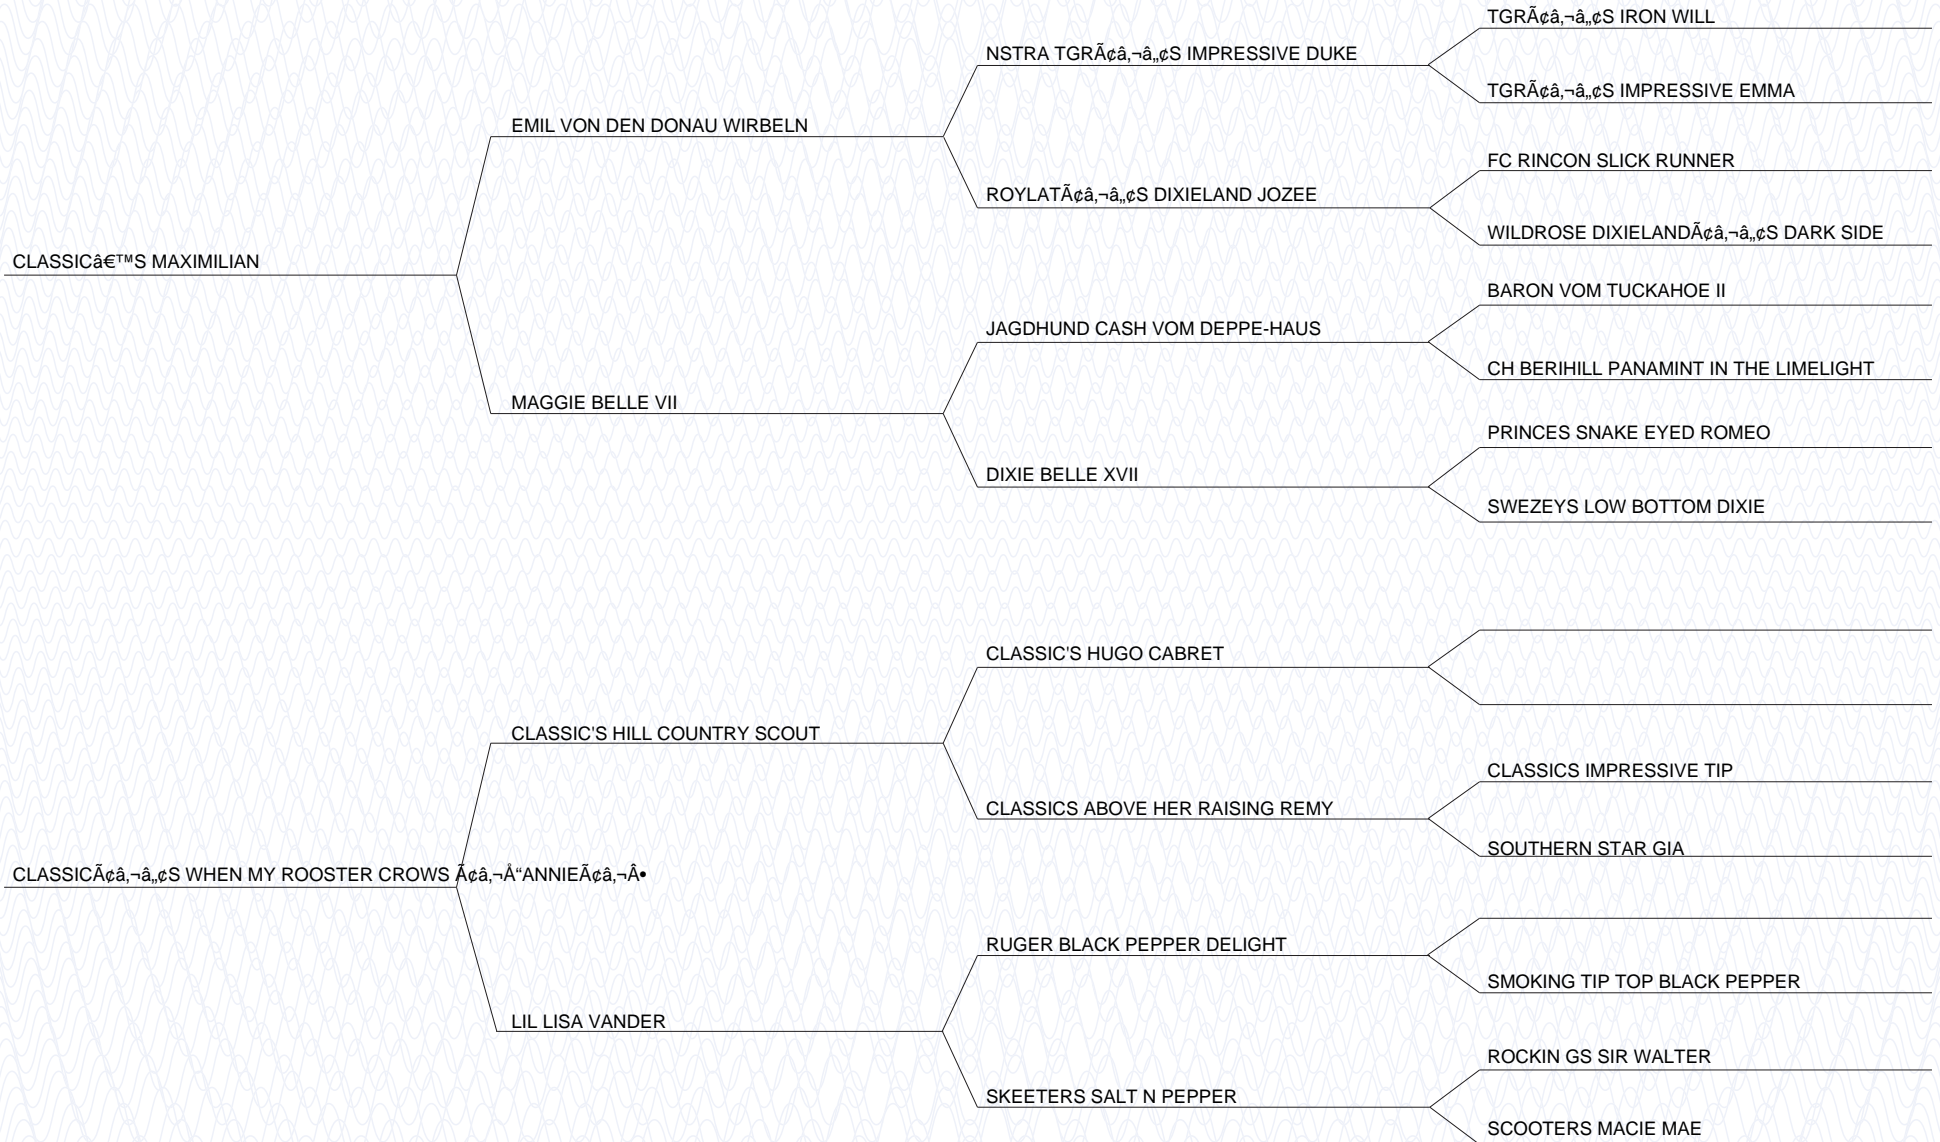 TGRÃ¢â‚¬â„¢S IRON WILL
NSTRA TGRÃ¢â‚¬â„¢S IMPRESSIVE DUKE
TGRÃ¢â‚¬â„¢S IMPRESSIVE EMMA
EMIL VON DEN DONAU WIRBELN
FC RINCON SLICK RUNNER
ROYLATÃ¢â‚¬â„¢S DIXIELAND JOZEE
WILDROSE DIXIELANDÃ¢â‚¬â„¢S DARK SIDE
CLASSICâ€™S MAXIMILIAN
BARON VOM TUCKAHOE II
JAGDHUND CASH VOM DEPPE-HAUS
CH BERIHILL PANAMINT IN THE LIMELIGHT
MAGGIE BELLE VII
PRINCES SNAKE EYED ROMEO
DIXIE BELLE XVII
SWEZEYS LOW BOTTOM DIXIE
CLASSIC'S HUGO CABRET
CLASSIC'S HILL COUNTRY SCOUT
CLASSICS IMPRESSIVE TIP
CLASSICS ABOVE HER RAISING REMY
SOUTHERN STAR GIA
CLASSICÃ¢â‚¬â„¢S WHEN MY ROOSTER CROWS Ã¢â‚¬Å“ANNIEÃ¢â‚¬Â•
RUGER BLACK PEPPER DELIGHT
SMOKING TIP TOP BLACK PEPPER
LIL LISA VANDER
ROCKIN GS SIR WALTER
SKEETERS SALT N PEPPER
SCOOTERS MACIE MAE